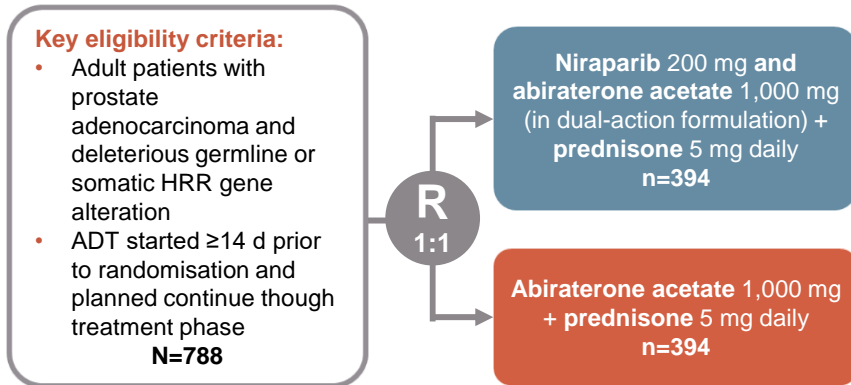 Key eligibility criteria:
• Adult patients with
prostate
adenocarcinoma and
deleterious germline or
somatic HRR gene
alteration
• ADT started ≥14 d prior
to randomisation and
planned continue though
treatment phase
N=788
R
1:1
Niraparib 200 mg and
abiraterone acetate 1,000 mg
(in dual-action formulation) +
prednisone 5 mg daily
n=394
Abiraterone acetate 1,000 mg
+ prednisone 5 mg daily
n=394